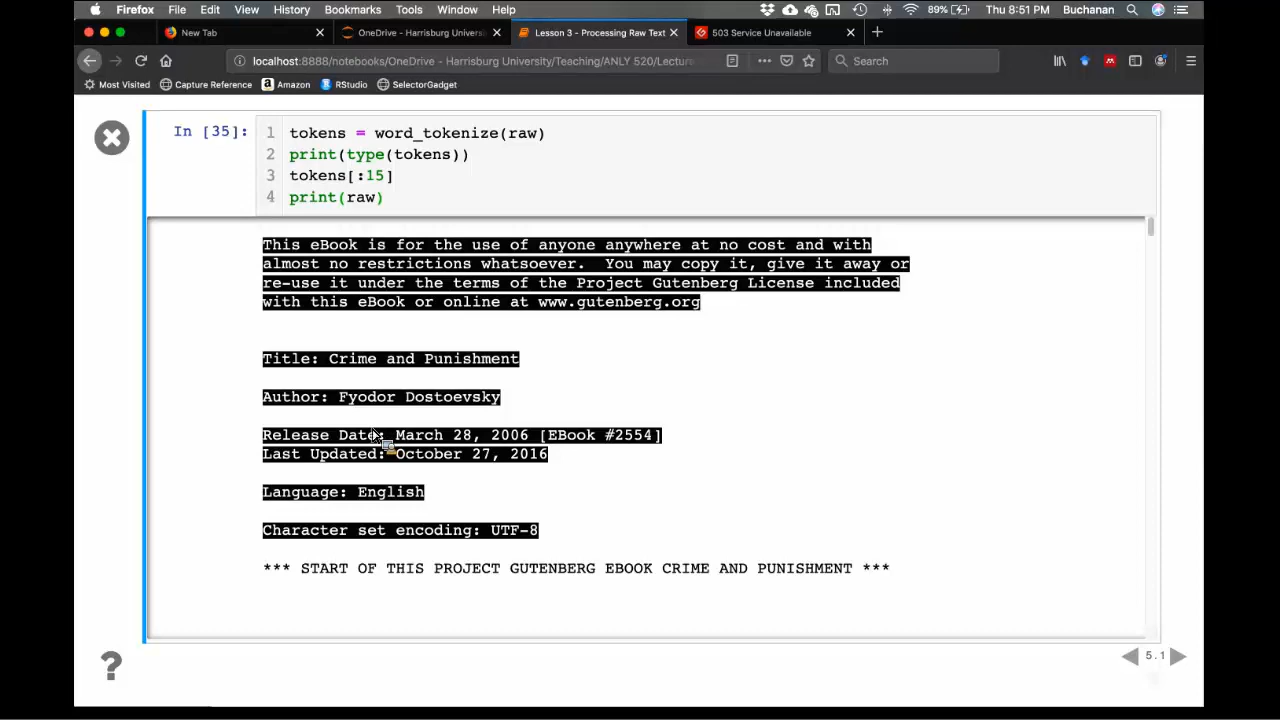 Firefox File Edit View History Bookmarks Tools Window Help 89% Thu 8:51 PM Buchanan
New Tab OneDrive - Harrisburg Universi Lesson 3 - Processing Raw Text 503 Service Unavailable
localhost:8888/notebooks/OneDrive - Harrisburg University/Teaching/ANLY 520/Lectur Search
Most Visited Capture Reference Amazon RStudio SelectorGadget
In [35]:
1 tokens = word_tokenize(raw)
2 print(type(tokens))
3 tokens[:15]
4 print(raw)
This eBook is for the use of anyone anywhere at no cost and with
almost no restrictions whatsoever.  You may copy it, give it away or
re-use it under the terms of the Project Gutenberg License included
with this eBook or online at www.gutenberg.org
Title: Crime and Punishment
Author: Fyodor Dostoevsky
Release Date: March 28, 2006 [EBook #2554]
Last Updated: October 27, 2016
Language: English
Character set encoding: UTF-8
*** START OF THIS PROJECT GUTENBERG EBOOK CRIME AND PUNISHMENT ***
?
5.1